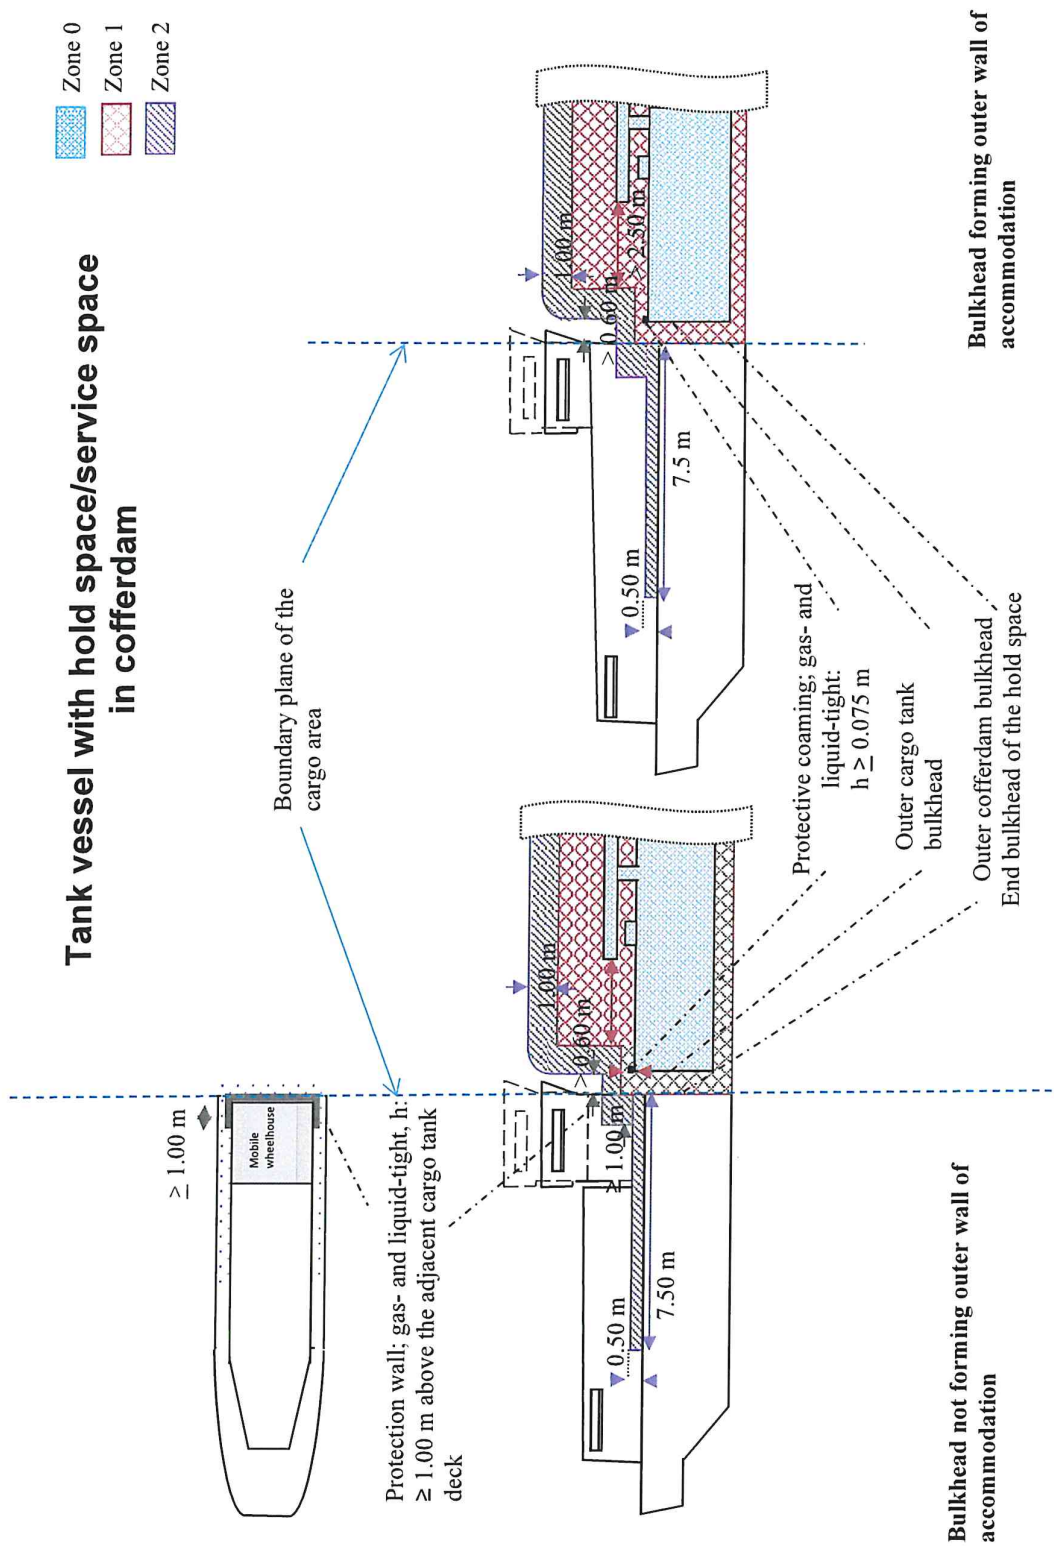 Tank vessel with hold space/service space
in cofferdam
Zone 0
Zone 1
Zone 2
Boundary plane of the
cargo area
≥ 1.00 m
Mobile
wheelhouse
Protection wall; gas- and liquid-tight, h:
≥ 1.00 m above the adjacent cargo tank
deck
1.00 m
> 0.60 m
≥ 1.00 m
0.50 m
7.50 m
1.00 m
> 0.60 m
> 2.50 m
0.50 m
7.5 m
Protective coaming; gas- and
liquid-tight:
h ≥ 0.075 m
Outer cargo tank
bulkhead
Outer cofferdam bulkhead
End bulkhead of the hold space
Bulkhead not forming outer wall of
accommodation
Bulkhead forming outer wall of
accommodation